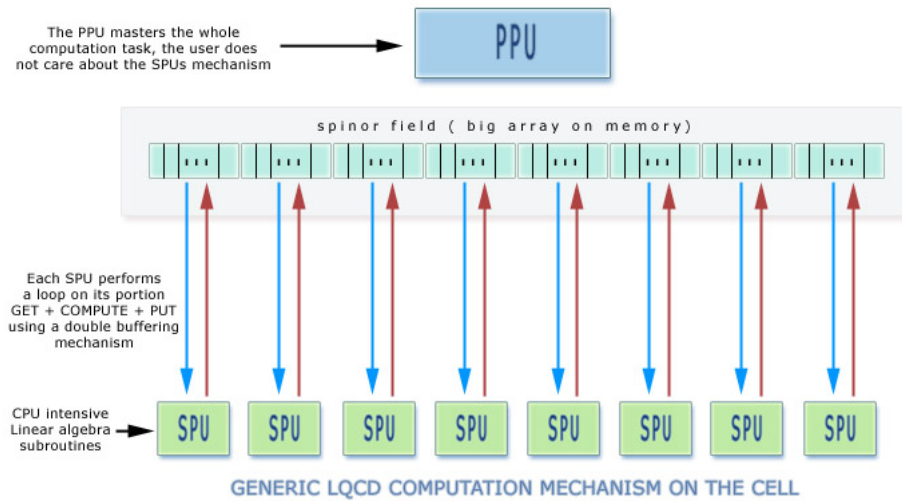 The PPU masters the whole
computation task, the user does
not care about the SPUs mechanism
PPU
spinor field ( big array on memory)
... ... ... ... ... ... ... ...
Each SPU performs
a loop on its portion
GET + COMPUTE + PUT
using a double buffering
mechanism
CPU intensive
Linear algebra
subroutines
SPU SPU SPU SPU SPU SPU SPU SPU
GENERIC LQCD COMPUTATION MECHANISM ON THE CELL